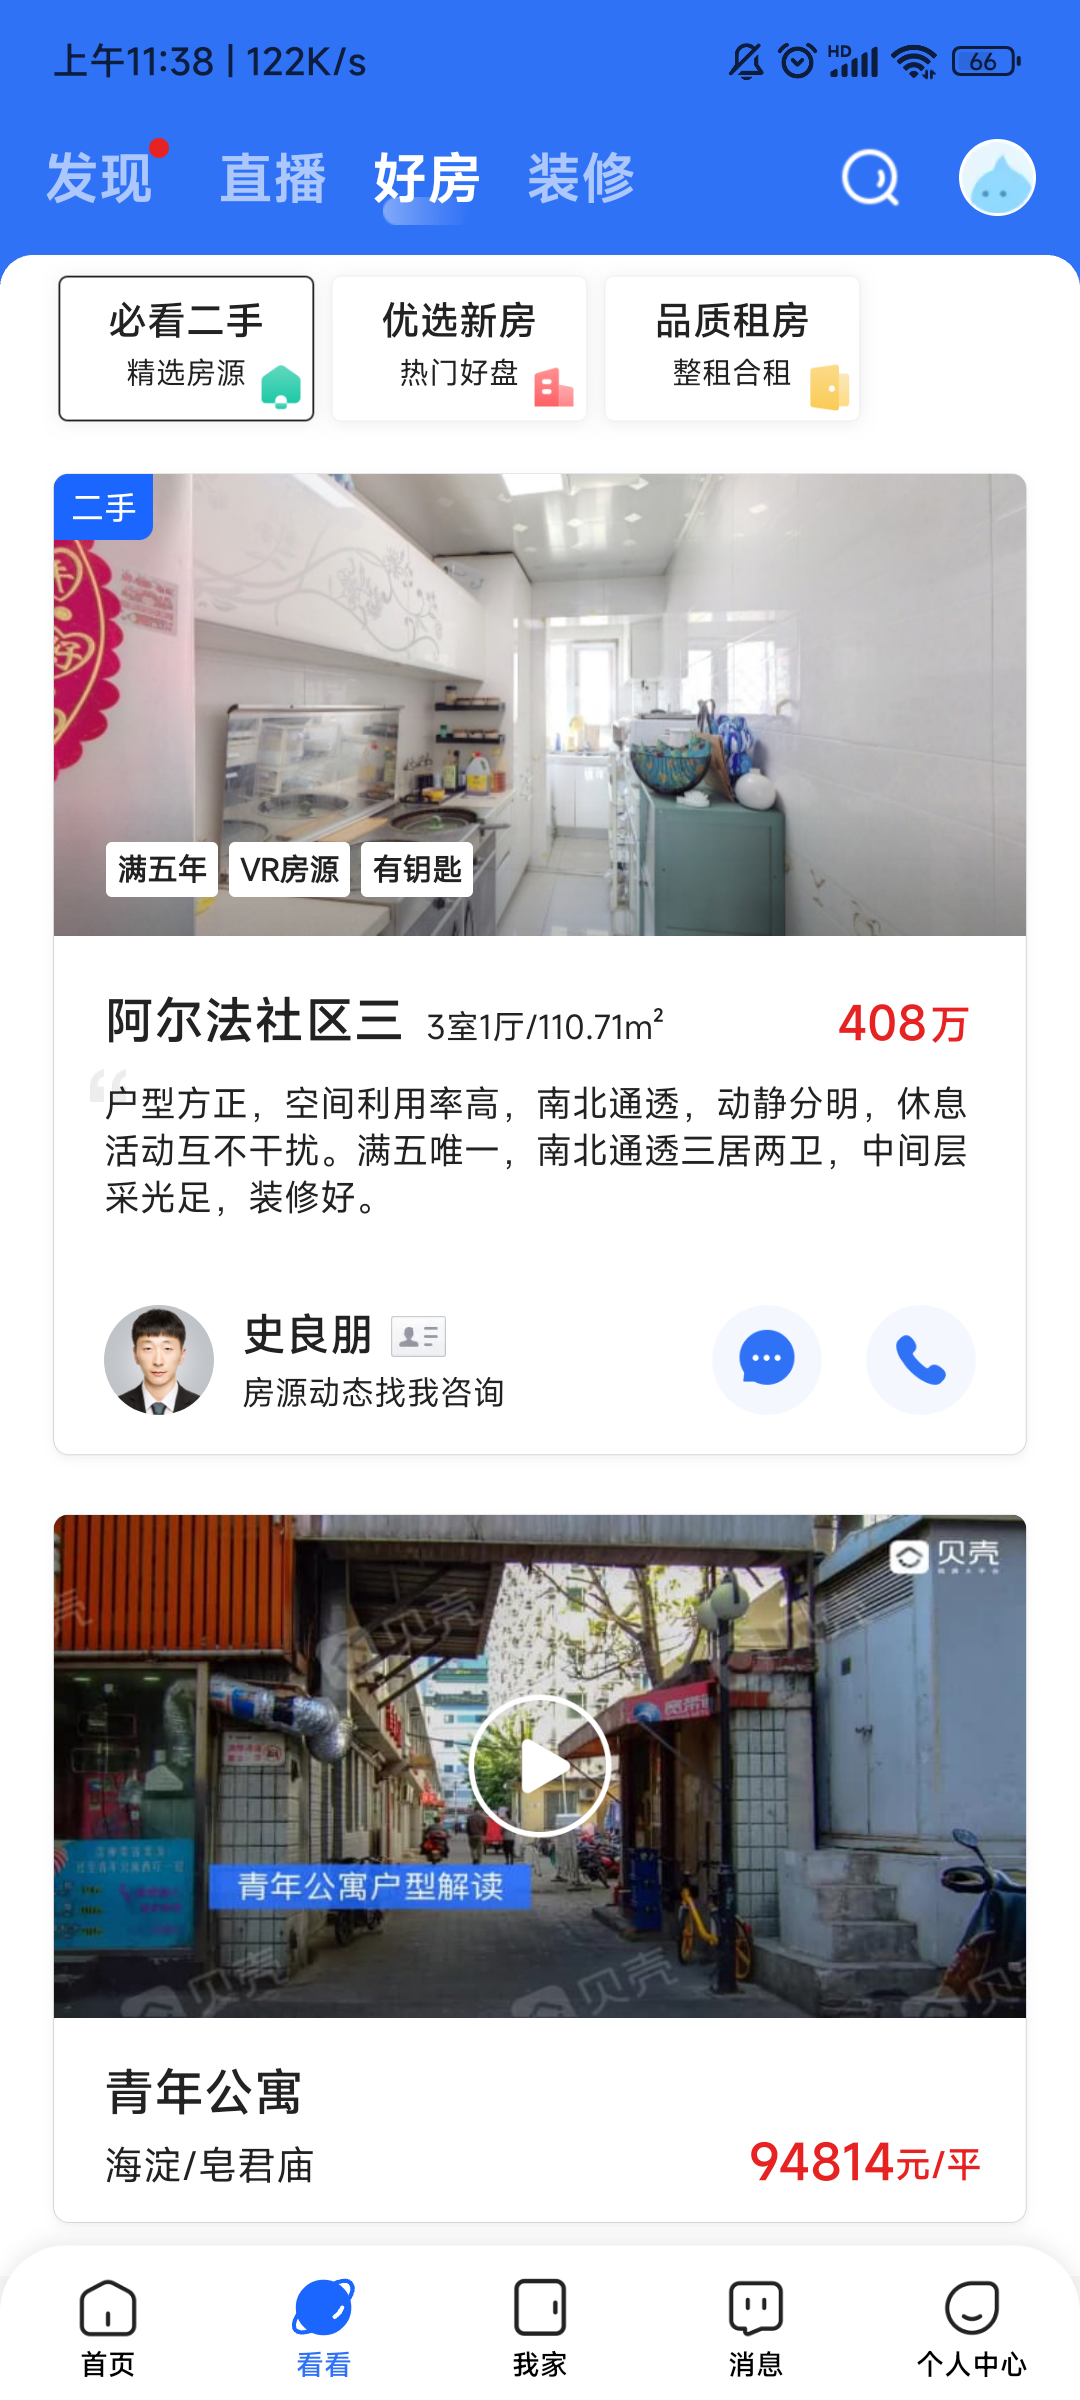 上午11:38 | 122K/s
HD
66
发现 直播 好房 装修
必看二手
精选房源
优选新房
热门好盘
品质租房
整租合租
二手
满五年 VR房源 有钥匙
阿尔法社区三 3室1厅/110.71m² 408万
户型方正，空间利用率高，南北通透，动静分明，休息
活动互不干扰。满五唯一，南北通透三居两卫，中间层
采光足，装修好。
史良朋
房源动态找我咨询
贝壳
青年公寓户型解读
青年公寓
海淀/皂君庙
94814元/平
首页 看看 我家 消息 个人中心